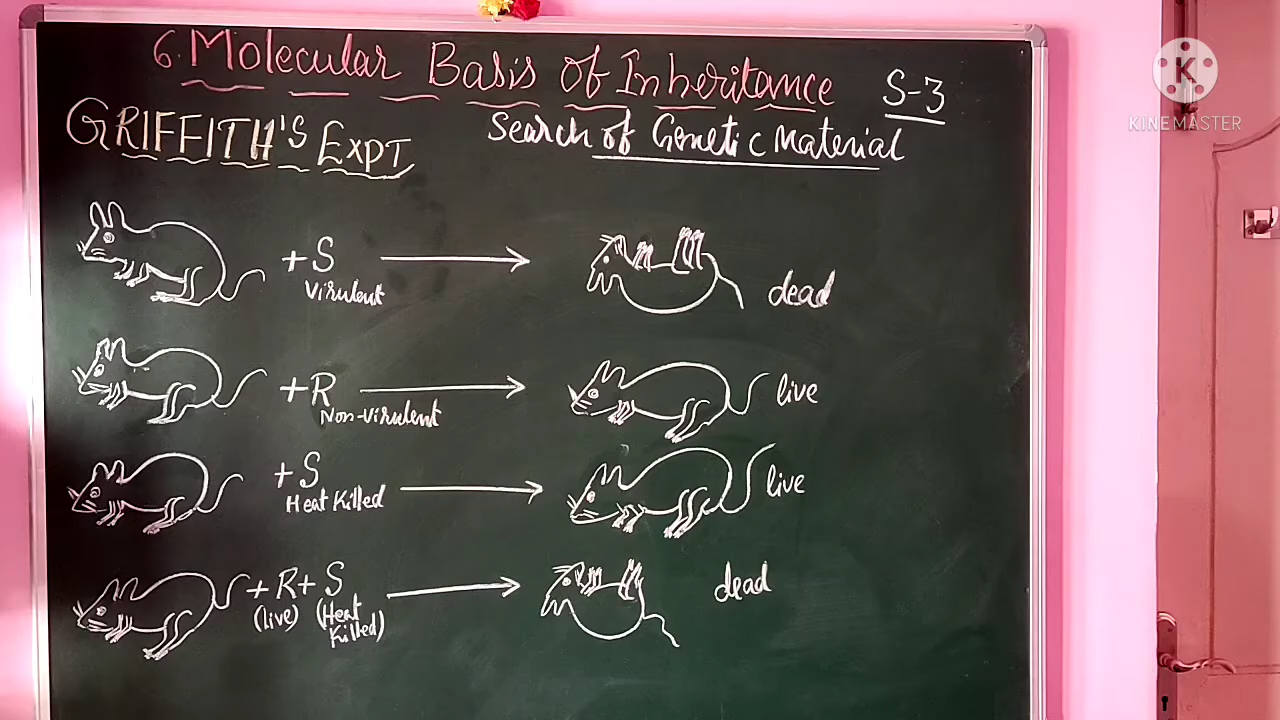 6. Molecular Basis of Inheritance S-3
GRIFFITH'S EXPT Search of Genetic Material
+ S → dead
Virulent
+ R → live
Non-virulent
+ S → live
Heat Killed
+ R + S → dead
(live) (Heat
Killed)
K
KINEMASTER